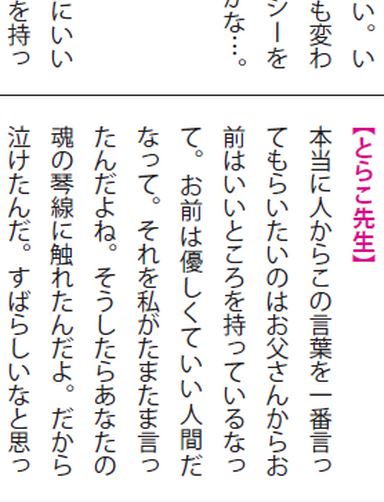 い。い
も変わ
シーを
かな…。
にいい
を持っ
【とらこ先生】
本当に人からこの言葉を一番言っ
てもらいたいのはお父さんからお
前はいいところを持っているなっ
て。お前は優しくていい人間だ
なって。それを私がたまたま言っ
たんだよね。そうしたらあなたの
魂の琴線に触れたんだよ。だから
泣けたんだ。すばらしいなと思っ